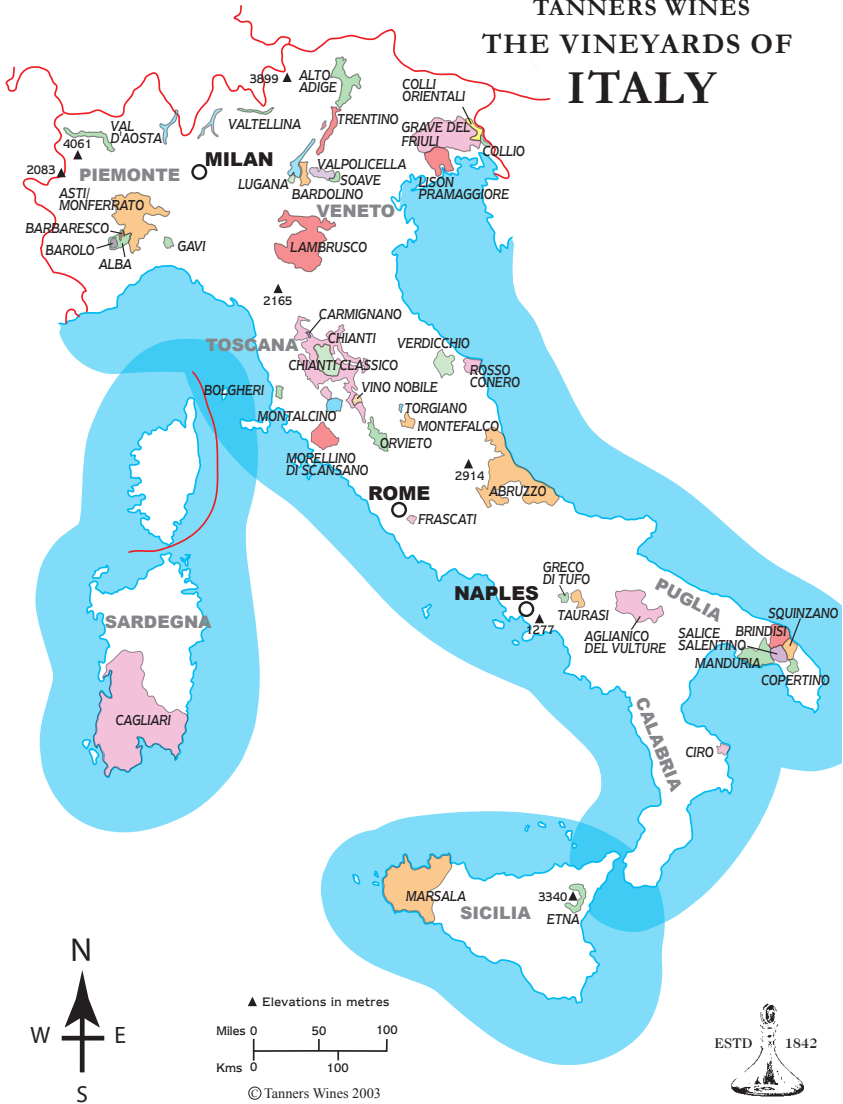 TANNERS WINES
THE VINEYARDS OF
ITALY
3899
ALTO
ADIGE
COLLI
ORIENTALI
VAL
D'AOSTA
VALTELLINA
TRENTINO
GRAVE DEL
FRIULI
COLLIO
4061
2083
PIEMONTE
MILAN
LUGANA
VALPOLICELLA
SOAVE
BARDOLINO
LISON
PRAMAGGIORE
VENETO
ASTI/
MONFERRATO
BARBARESCO
BAROLO
ALBA
GAVI
LAMBRUSCO
2165
CARMIGNANO
TOSCANA
CHIANTI
CHIANTI CLASSICO
VERDICCHIO
ROSSO
CONERO
BOLGHERI
VINO NOBILE
MONTALCINO
TORGIANO
MONTEFALCO
ORVIETO
MORELLINO
DI SCANSANO
2914
ABRUZZO
ROME
FRASCATI
GRECO
DI TUFO
NAPLES
TAURASI
1277
AGLIANICO
DEL VULTURE
PUGLIA
SQUINZANO
SALICE
SALENTINO
BRINDISI
MANDURIA
COPERTINO
SARDEGNA
CAGLIARI
CALABRIA
CIRO
MARSALA
SICILIA
3340
ETNA
N
W E
S
▲ Elevations in metres
Miles 0 50 100
Kms 0 100
© Tanners Wines 2003
ESTD 1842